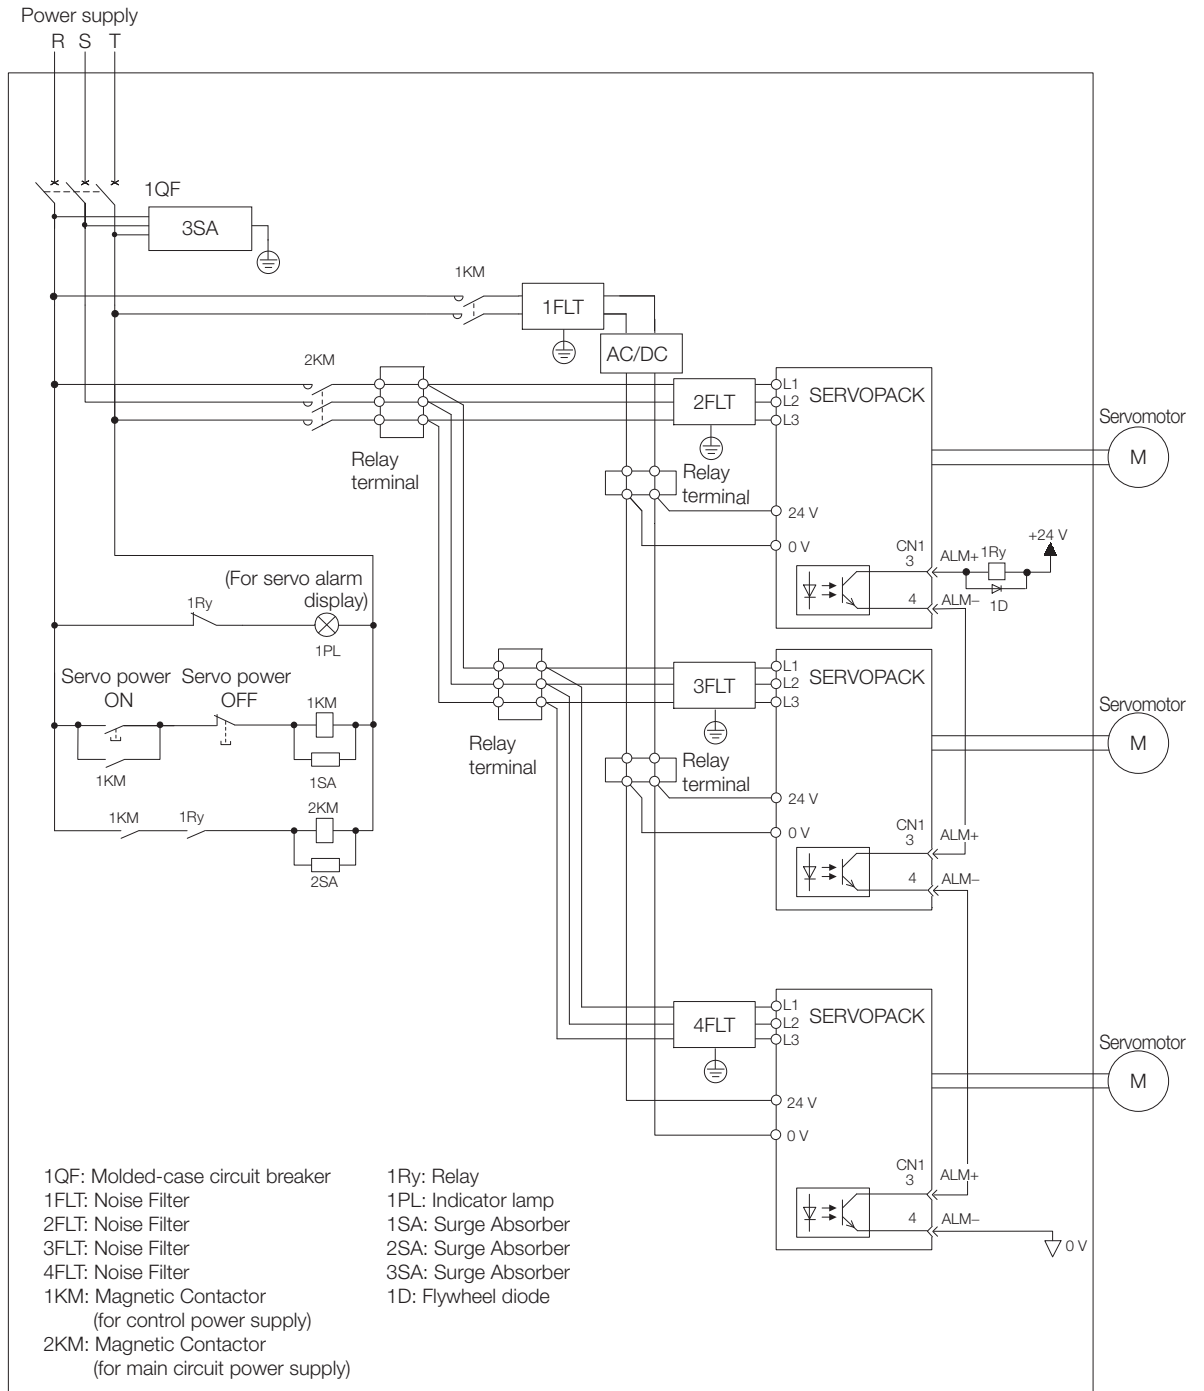 Power supply
R S T
1QF
3SA
1KM
1FLT
AC/DC
2KM
2FLT
L1
L2
L3
SERVOPACK
Servomotor
M
Relay
terminal
Relay
terminal
24 V
0 V
CN1
3
ALM+
1Ry
+24 V
4
ALM–
1D
(For servo alarm
display)
1Ry
1PL
Servo power
ON
Servo power
OFF
1KM
1KM
1SA
1KM
1Ry
2KM
2SA
Relay
terminal
3FLT
L1
L2
L3
SERVOPACK
Servomotor
M
Relay
terminal
24 V
0 V
CN1
3
ALM+
4
ALM–
4FLT
L1
L2
L3
SERVOPACK
Servomotor
M
24 V
0 V
CN1
3
ALM+
4
ALM–
0 V
1QF: Molded-case circuit breaker
1FLT: Noise Filter
2FLT: Noise Filter
3FLT: Noise Filter
4FLT: Noise Filter
1KM: Magnetic Contactor
(for control power supply)
2KM: Magnetic Contactor
(for main circuit power supply)
1Ry: Relay
1PL: Indicator lamp
1SA: Surge Absorber
2SA: Surge Absorber
3SA: Surge Absorber
1D: Flywheel diode